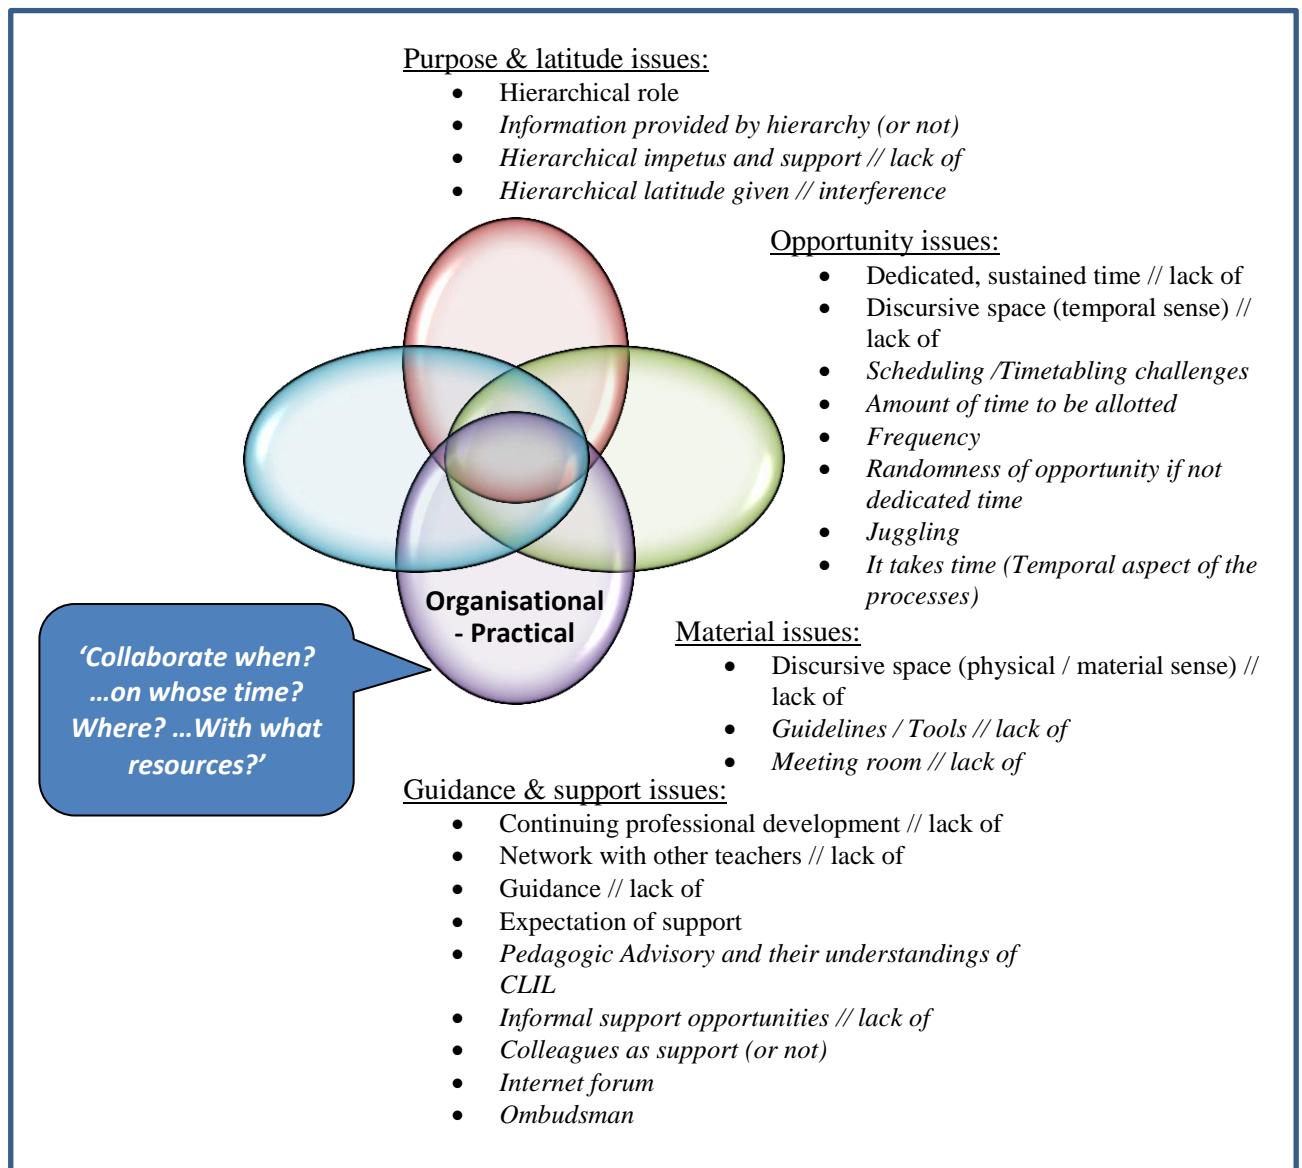 Purpose & latitude issues:
• Hierarchical role
• Information provided by hierarchy (or not)
• Hierarchical impetus and support // lack of
• Hierarchical latitude given // interference
Opportunity issues:
• Dedicated, sustained time // lack of
• Discursive space (temporal sense) //
lack of
• Scheduling /Timetabling challenges
• Amount of time to be allotted
• Frequency
• Randomness of opportunity if not
dedicated time
• Juggling
• It takes time (Temporal aspect of the
processes)
Organisational
- Practical
‘Collaborate when?
…on whose time?
Where? …With what
resources?’
Material issues:
• Discursive space (physical / material sense) //
lack of
• Guidelines / Tools // lack of
• Meeting room // lack of
Guidance & support issues:
• Continuing professional development // lack of
• Network with other teachers // lack of
• Guidance // lack of
• Expectation of support
• Pedagogic Advisory and their understandings of
CLIL
• Informal support opportunities // lack of
• Colleagues as support (or not)
• Internet forum
• Ombudsman